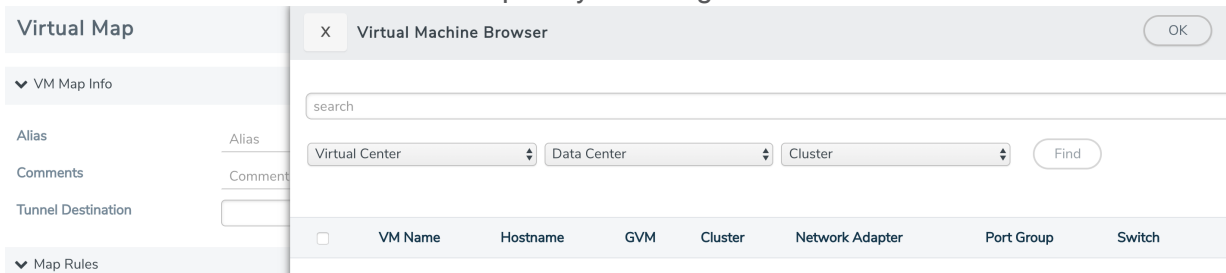 Virtual Map
X Virtual Machine Browser OK
VM Map Info
search
Alias Alias
Virtual Center Data Center Cluster Find
Comments Comment
Tunnel Destination
VM Name Hostname GVM Cluster Network Adapter Port Group Switch
Map Rules